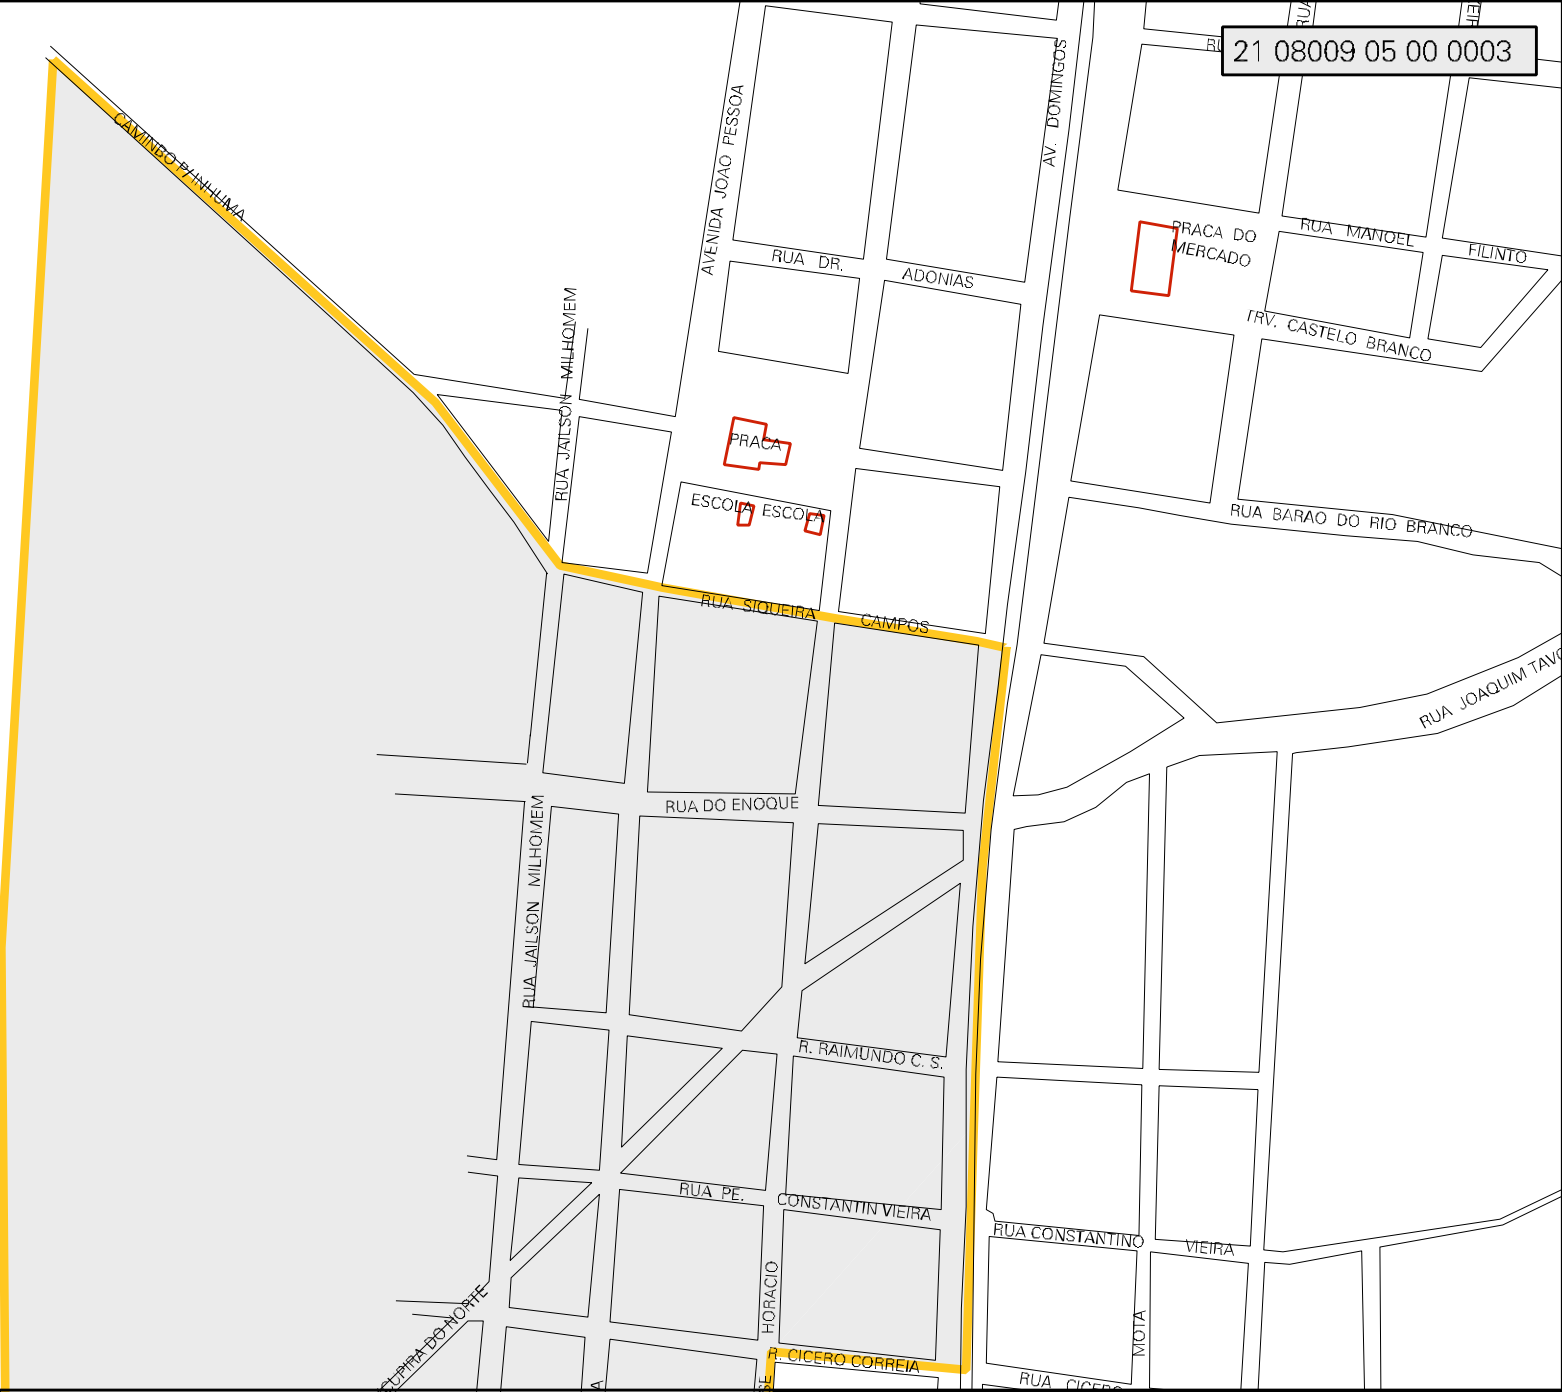 21 08009 05 00 0003
AVENIDA JOAO PESSOA
AV. DOMINGOS
CAMINBO P/ INHUMA
PRACA DO
MERCADO
RUA MANOEL
FILINTO
RUA DR.
ADONIAS
TRV. CASTELO BRANCO
RUA JAILSON MILHOMEM
PRACA
ESCOLA
ESCOLA
RUA BARAO DO RIO BRANCO
RUA SIQUEIRA
CAMPOS
RUA JOAQUIM
RUA DO ENOQUE
RUA JAILSON MILHOMEM
R. RAIMUNDO C. S.
RUA PE.
CONSTANTIN VIEIRA
RUA CONSTANTINO
VIEIRA
HORACIO
MOTA
CUPIRA DO NORTE
R. CICERO CORREIA
RUA CICERO